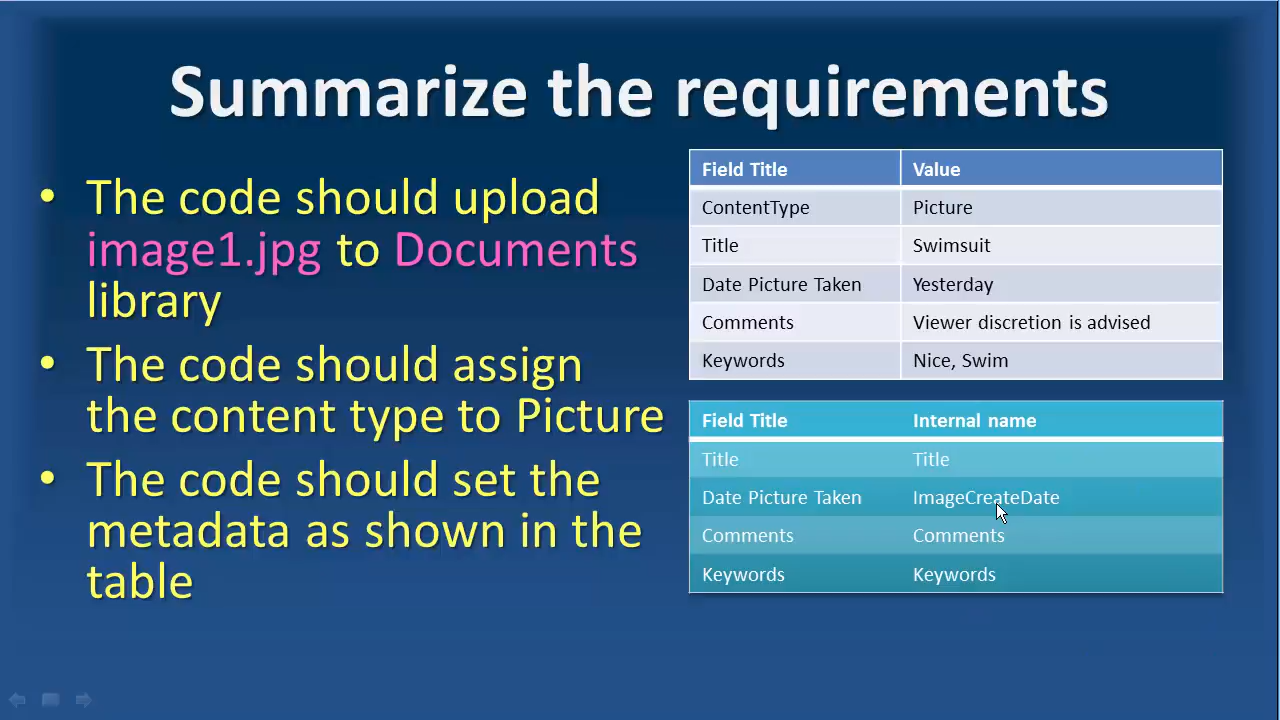 Summarize the requirements
• The code should upload
image1.jpg to Documents
library
• The code should assign
the content type to Picture
• The code should set the
metadata as shown in the
table
Field Title Value
ContentType Picture
Title Swimsuit
Date Picture Taken Yesterday
Comments Viewer discretion is advised
Keywords Nice, Swim
Field Title Internal name
Title Title
Date Picture Taken ImageCreateDate
Comments Comments
Keywords Keywords